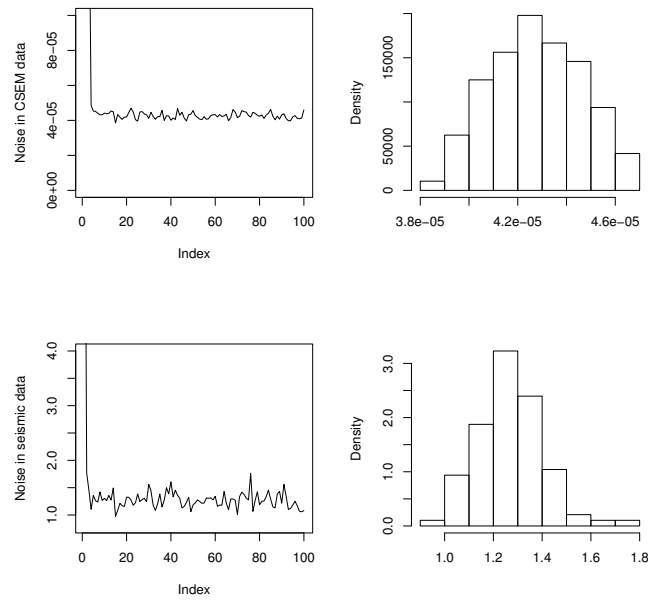 Noise in CSEM data
0e+00 4e-05 8e-05
0 20 40 60 80 100
Index
Density
0 50000 150000
3.8e-05 4.2e-05 4.6e-05
Noise in seismic data
1.0 2.0 3.0 4.0
0 20 40 60 80 100
Index
Density
0.0 1.0 2.0 3.0
1.0 1.2 1.4 1.6 1.8